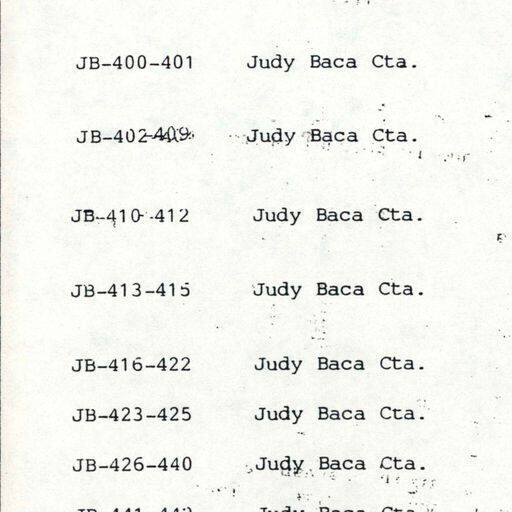 JB-400-401 Judy Baca Cta.
JB-402-409 Judy Baca Cta.
JB-410-412 Judy Baca Cta.
JB-413-415 Judy Baca Cta.
JB-416-422 Judy Baca Cta.
JB-423-425 Judy Baca Cta.
JB-426-440 Judy Baca Cta.
Judy Baca Cta